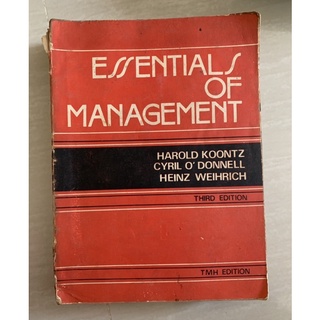 ESSENTIALS
OF
MANAGEMENT
HAROLD KOONTZ
CYRIL O'DONNELL
HEINZ WEIHRICH
THIRD EDITION
TMH EDITION